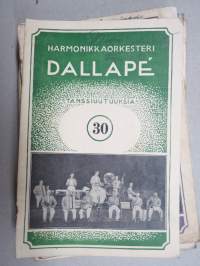 HARMONIKKAORKESTERI
DALLAPÉ
TANSSIUUTUUKSIA
30